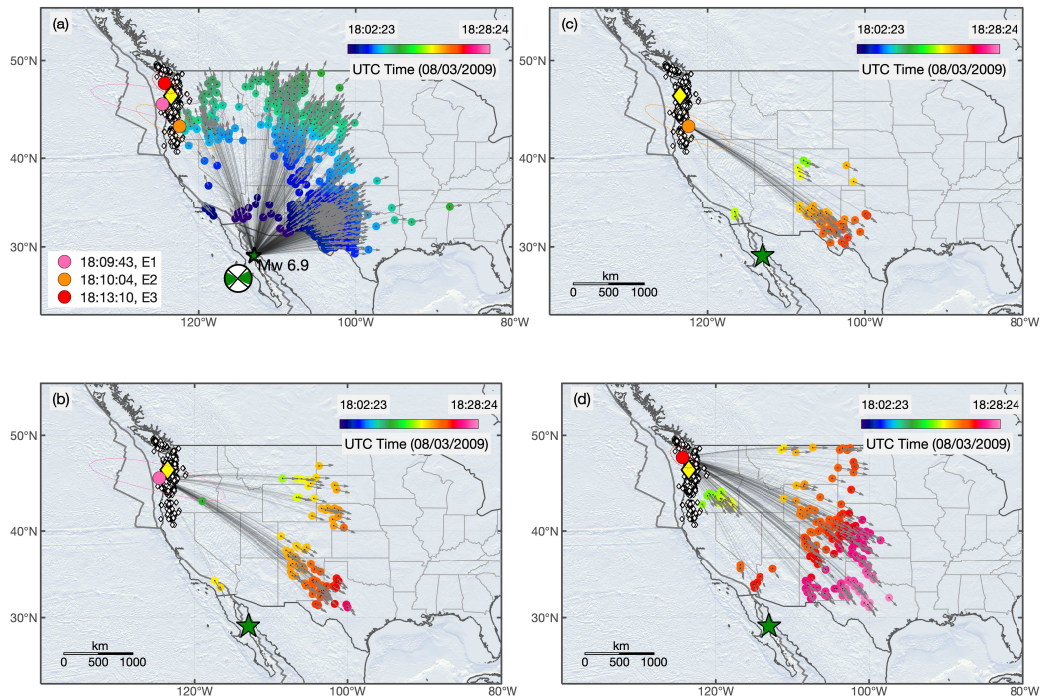 (a)
18:02:23 18:28:24
UTC Time (08/03/2009)
50°N
40°N
30°N
Mw 6.9
18:09:43, E1
18:10:04, E2
18:13:10, E3
120°W 100°W 80°W
(c)
18:02:23 18:28:24
UTC Time (08/03/2009)
50°N
40°N
30°N
km
0 500 1000
120°W 100°W 80°W
(b)
18:02:23 18:28:24
UTC Time (08/03/2009)
50°N
40°N
30°N
km
0 500 1000
120°W 100°W 80°W
(d)
18:02:23 18:28:24
UTC Time (08/03/2009)
50°N
40°N
30°N
km
0 500 1000
120°W 100°W 80°W